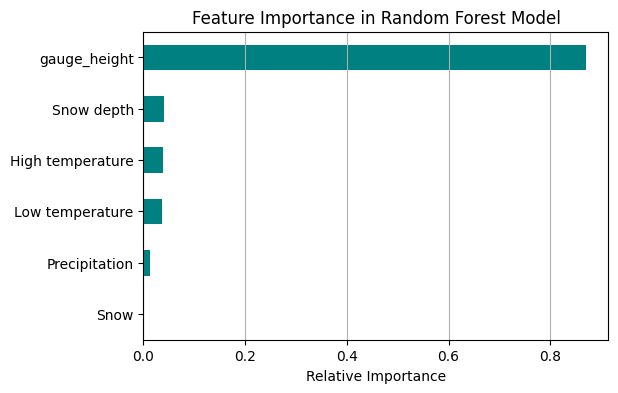 Feature Importance in Random Forest Model
gauge_height
Snow depth
High temperature
Low temperature
Precipitation
Snow
0.0 0.2 0.4 0.6 0.8
Relative Importance